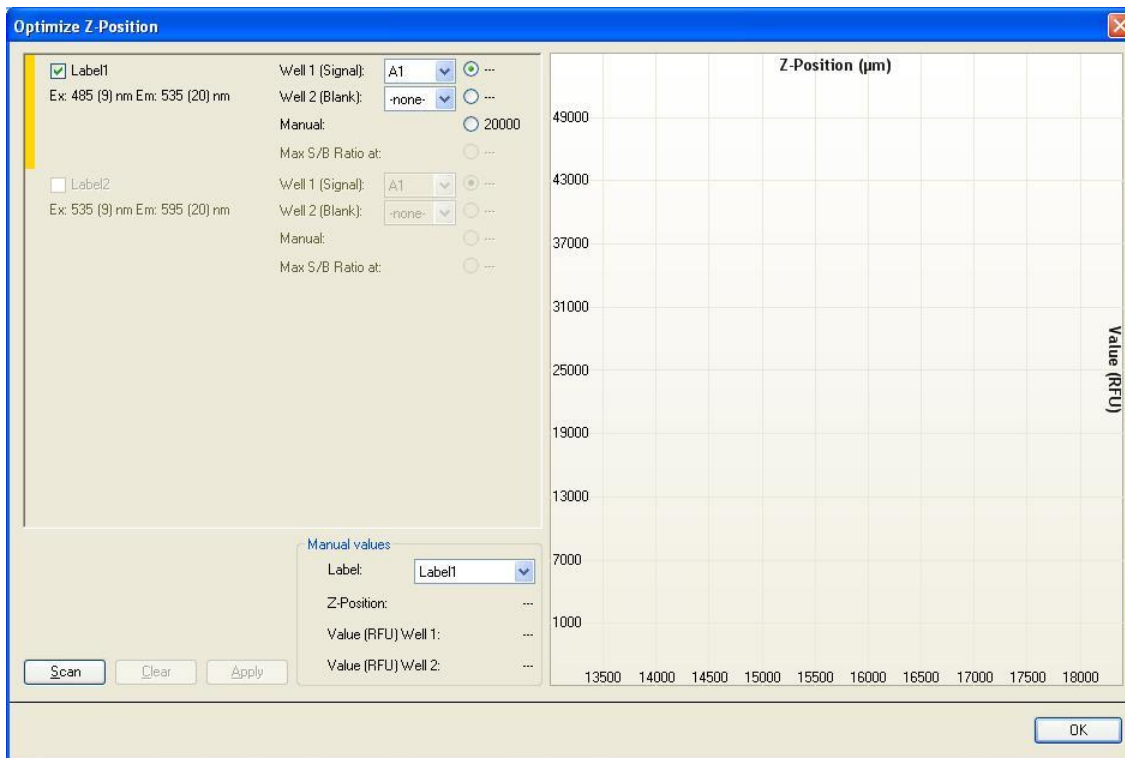 Optimize Z-Position
Label1 Well 1 (Signal): A1 ---
Ex: 485 (9) nm Em: 535 (20) nm Well 2 (Blank): -none- ---
Manual: 20000
Max S/B Ratio at: ---
Label2 Well 1 (Signal): A1 ---
Ex: 535 (9) nm Em: 595 (20) nm Well 2 (Blank): -none- ---
Manual: ---
Max S/B Ratio at: ---
Manual values
Label: Label1
Z-Position: ---
Value (RFU) Well 1: ---
Value (RFU) Well 2: ---
Scan Clear Apply
Z-Position (µm)
49000
43000
37000
31000
25000
19000
13000
7000
1000
Value (RFU)
13500 14000 14500 15000 15500 16000 16500 17000 17500 18000
OK